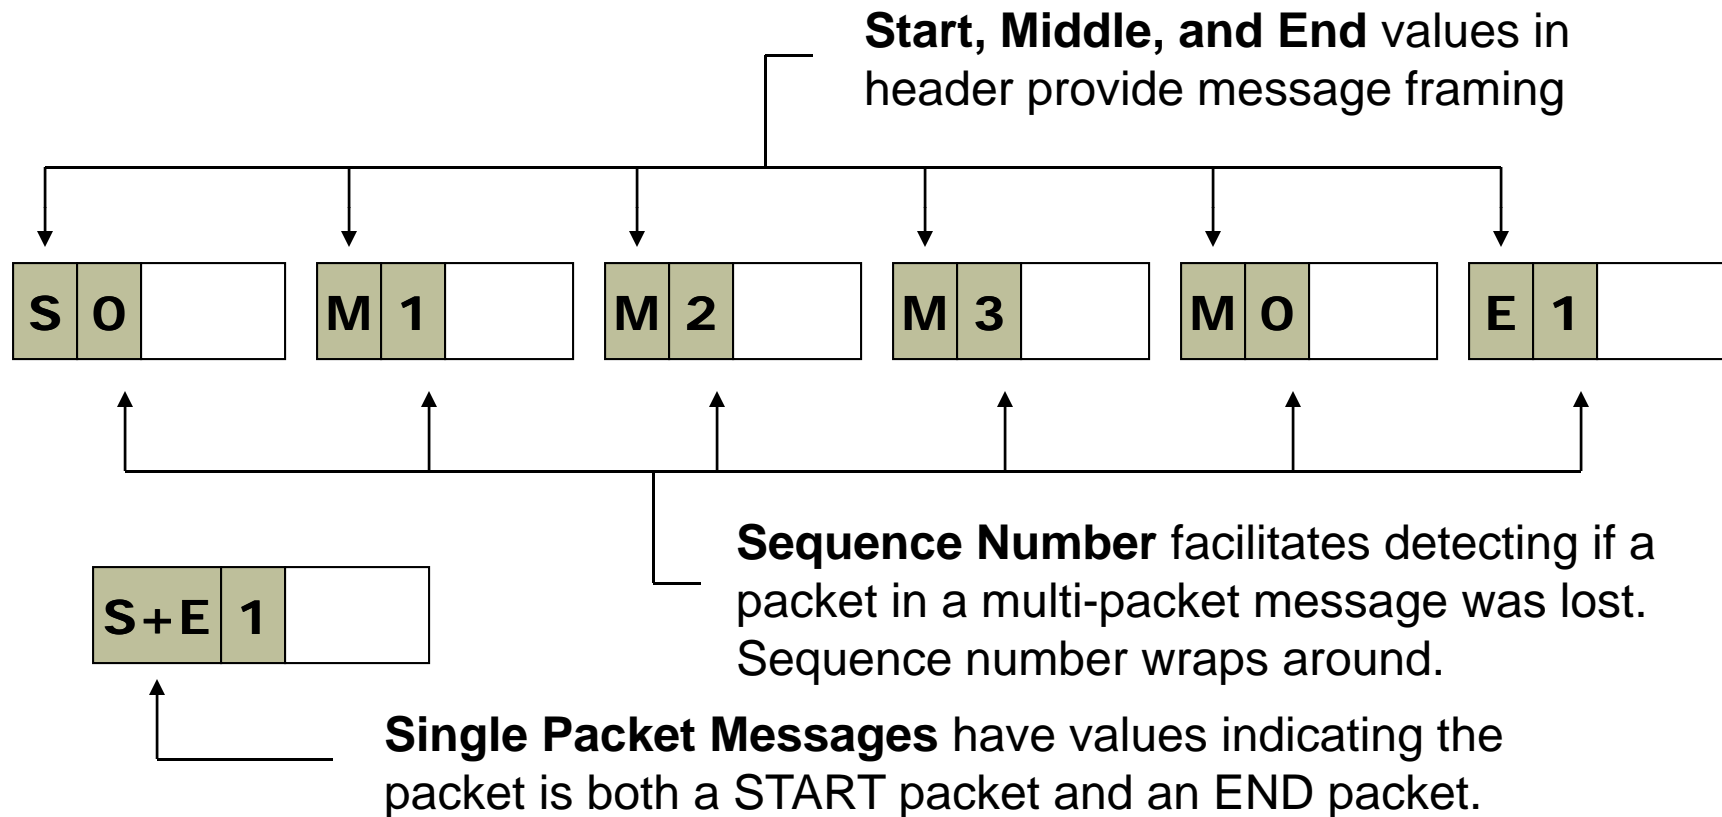 Start, Middle, and End values in
header provide message framing
S 0 M 1 M 2 M 3 M 0 E 1
Sequence Number facilitates detecting if a
packet in a multi-packet message was lost.
Sequence number wraps around.
S+E 1
Single Packet Messages have values indicating the
packet is both a START packet and an END packet.